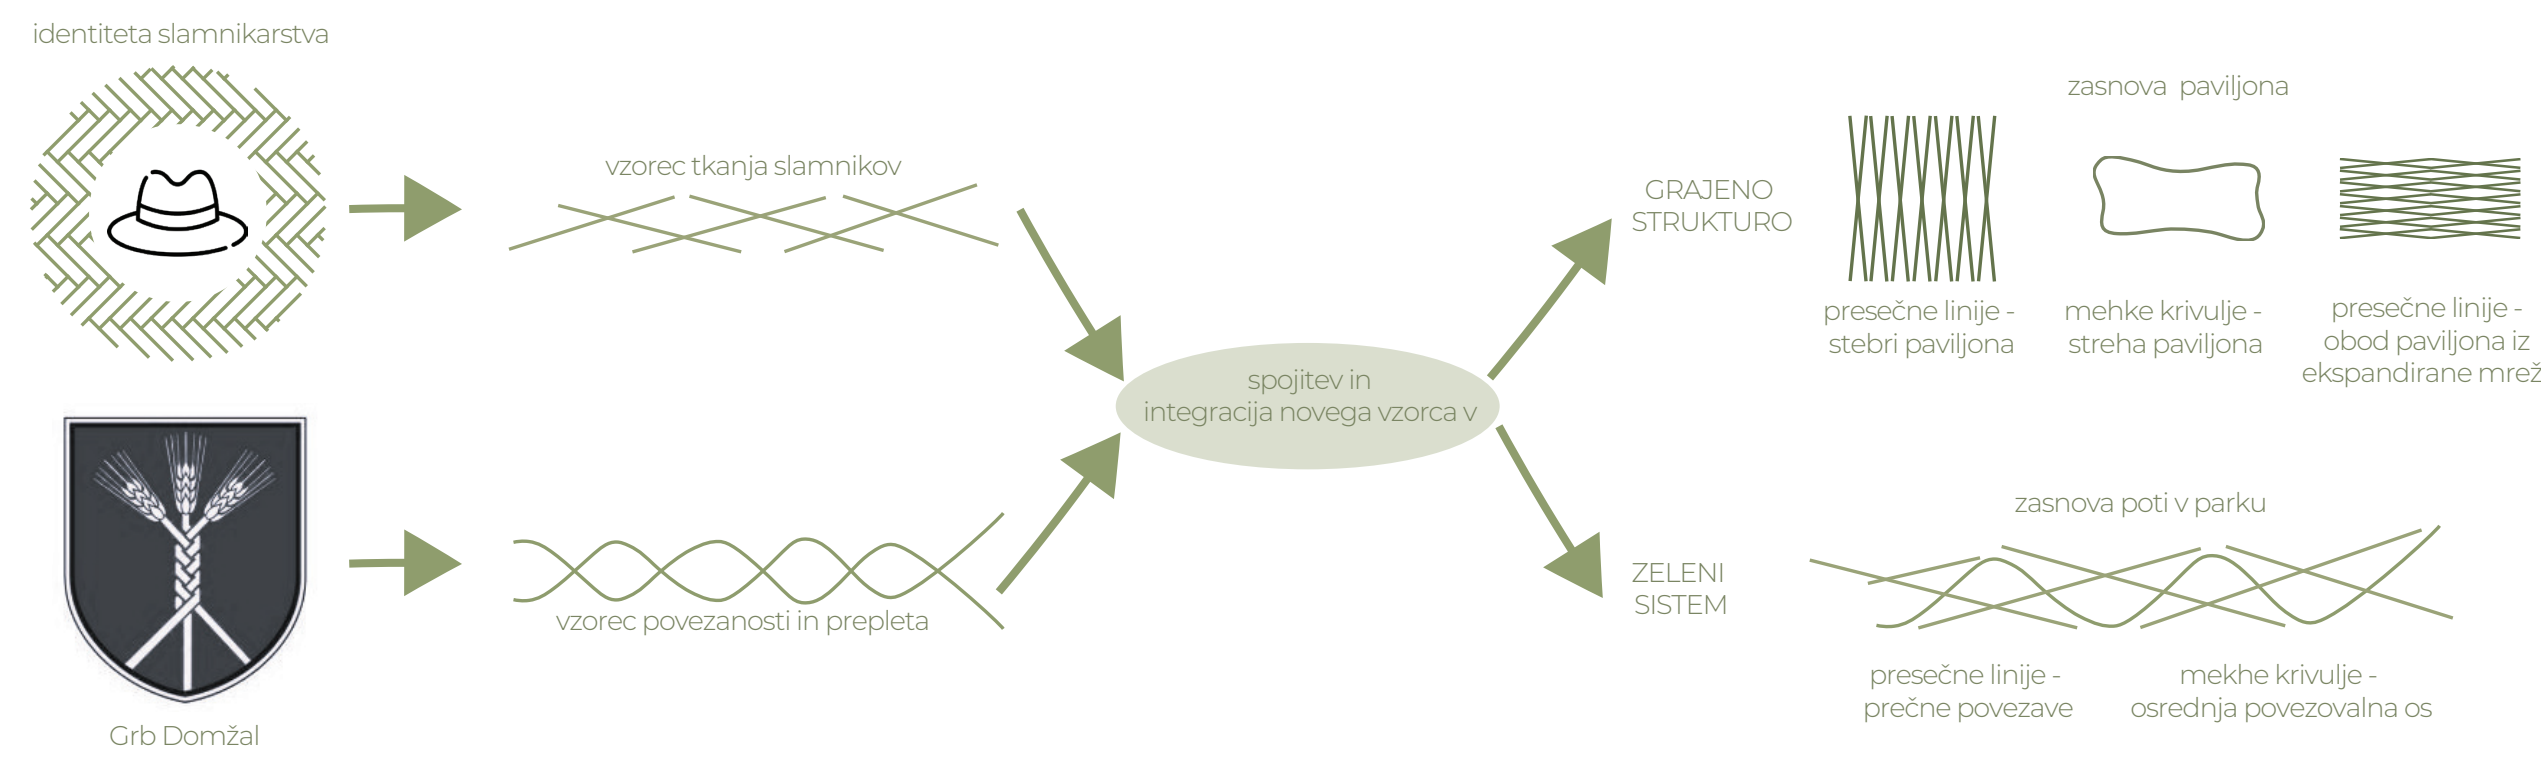 identiteta slamnikarstva
vzorec tkanja slamnikov
Grb Domžal
vzorec povezanosti in prepleta
spojitev in
integracija novega vzorca v
GRAJENO
STRUKTURO
zasnova paviljona
presečne linije -
stebri paviljona
mehke krivulje -
streha paviljona
presečne linije -
obod paviljona iz
ekspandirane mrež
ZELENI
SISTEM
zasnova poti v parku
presečne linije -
prečne povezave
mekhe krivulje -
osrednja povezovalna os